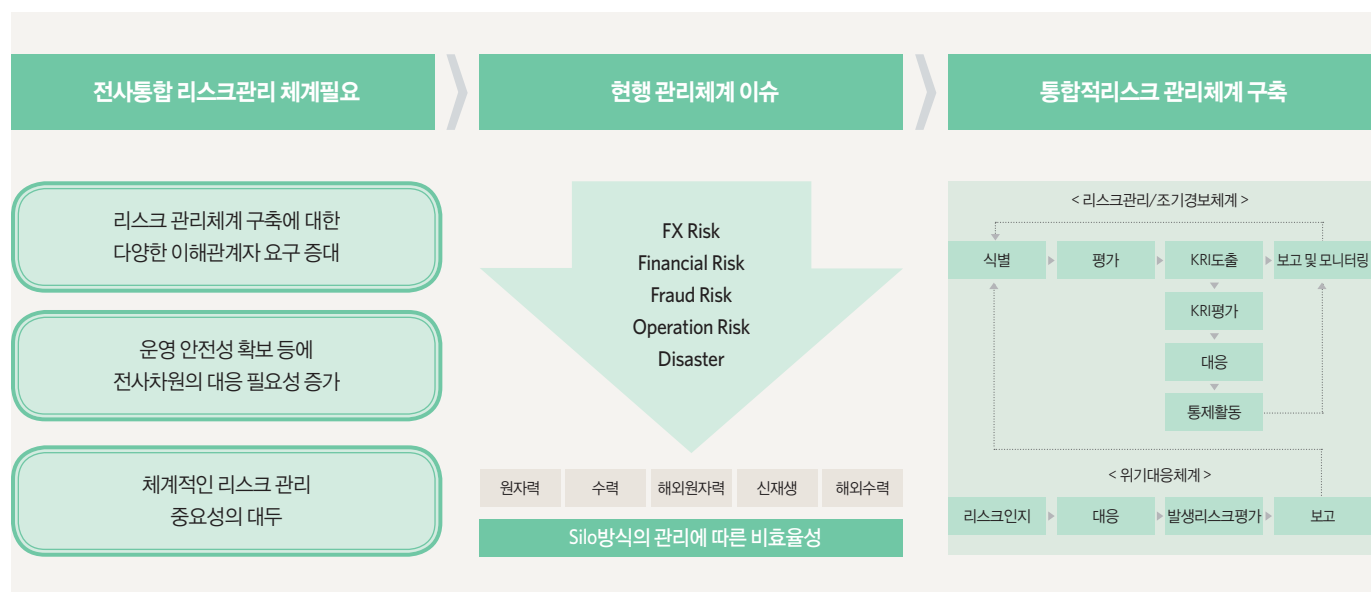 전사통합 리스크관리 체계필요
리스크 관리체계 구축에 대한
다양한 이해관계자 요구 증대
운영 안전성 확보 등에
전사차원의 대응 필요성 증가
체계적인 리스크 관리
중요성의 대두
현행 관리체계 이슈
FX Risk
Financial Risk
Fraud Risk
Operation Risk
Disaster
원자력 수력 해외원자력 신재생 해외수력
Silo방식의 관리에 따른 비효율성
통합적리스크 관리체계 구축
< 리스크관리/조기경보체계 >
식별 평가 KRI도출 보고 및 모니터링
KRI평가
대응
통제활동
< 위기대응체계 >
리스크인지 대응 발생리스크평가 보고